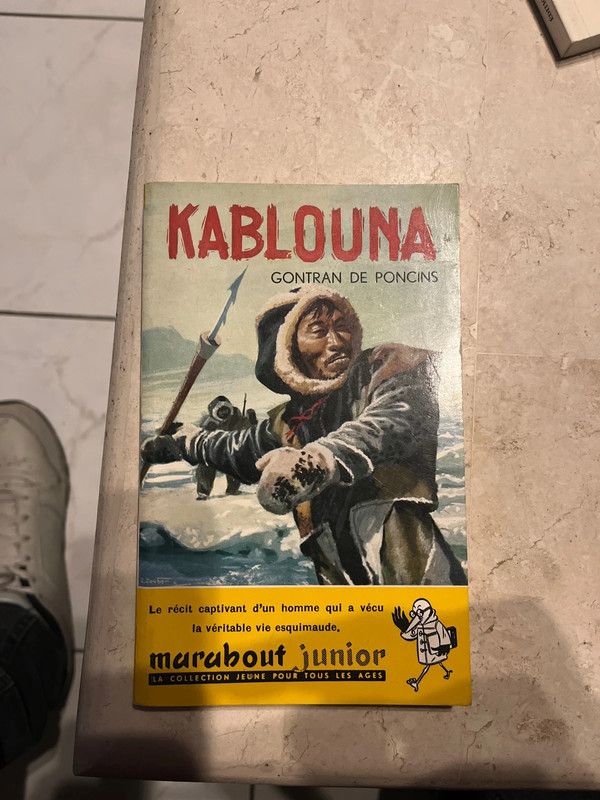 KABLOUNA
GONTRAN DE PONCINS
Le récit captivant d'un homme qui a vécu
la véritable vie esquimaude.
marabout junior
LA COLLECTION JEUNE POUR TOUS LES AGES